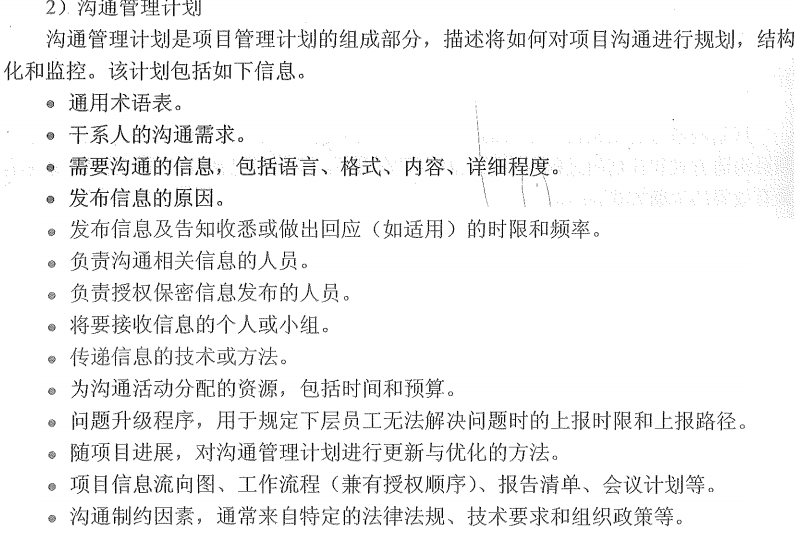 2）沟通管理计划
沟通管理计划是项目管理计划的组成部分，描述将如何对项目沟通进行规划，结构
化和监控。该计划包括如下信息。
● 通用术语表。
● 干系人的沟通需求。
● 需要沟通的信息，包括语言、格式、内容、详细程度。
● 发布信息的原因。
● 发布信息及告知收悉或做出回应（如适用）的时限和频率。
● 负责沟通相关信息的人员。
● 负责授权保密信息发布的人员。
● 将要接收信息的个人或小组。
● 传递信息的技术或方法。
● 为沟通活动分配的资源，包括时间和预算。
● 问题升级程序，用于规定下层员工无法解决问题时的上报时限和上报路径。
● 随项目进展，对沟通管理计划进行更新与优化的方法。
● 项目信息流向图、工作流程（兼有授权顺序）、报告清单、会议计划等。
● 沟通制约因素，通常来自特定的法律法规、技术要求和组织政策等。